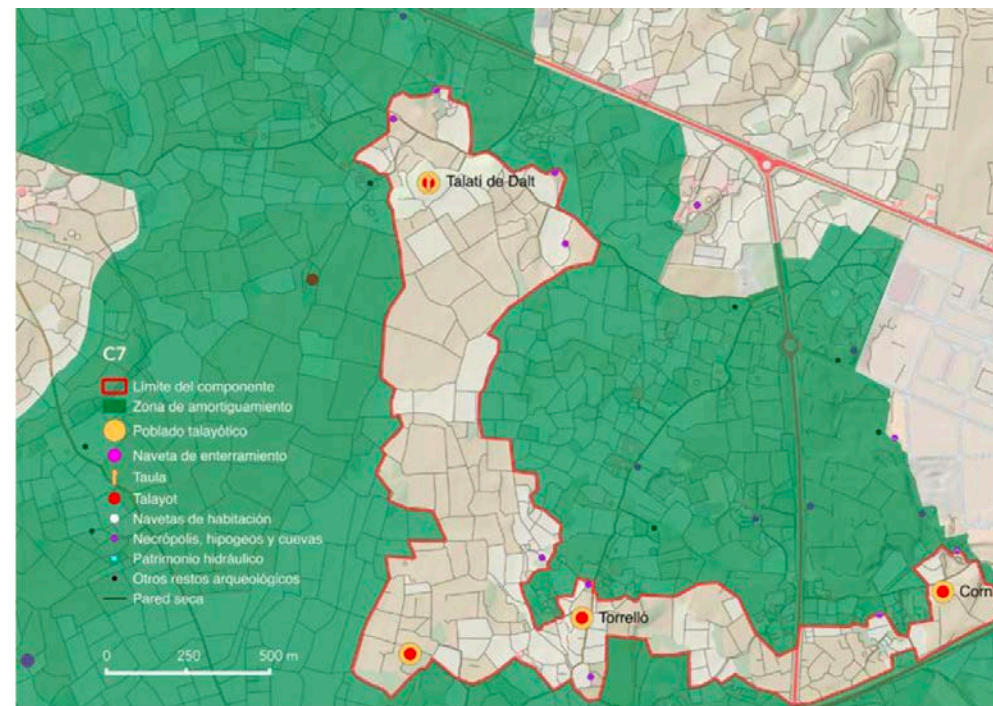 Talatí de Dalt
C7
Límite del componente
Zona de amortiguamiento
Poblado talayótico
Naveta de enterramiento
Taula
Talayot
Navetas de habitación
Necrópolis, hipogeos y cuevas
Patrimonio hidráulico
Otros restos arqueológicos
Pared seca
0 250 500 m
Torrelló
Corn